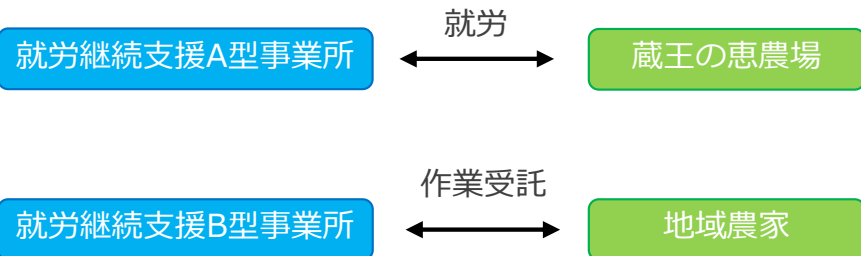 就労
就労継続支援A型事業所
蔵王の恵農場
作業受託
就労継続支援B型事業所
地域農家